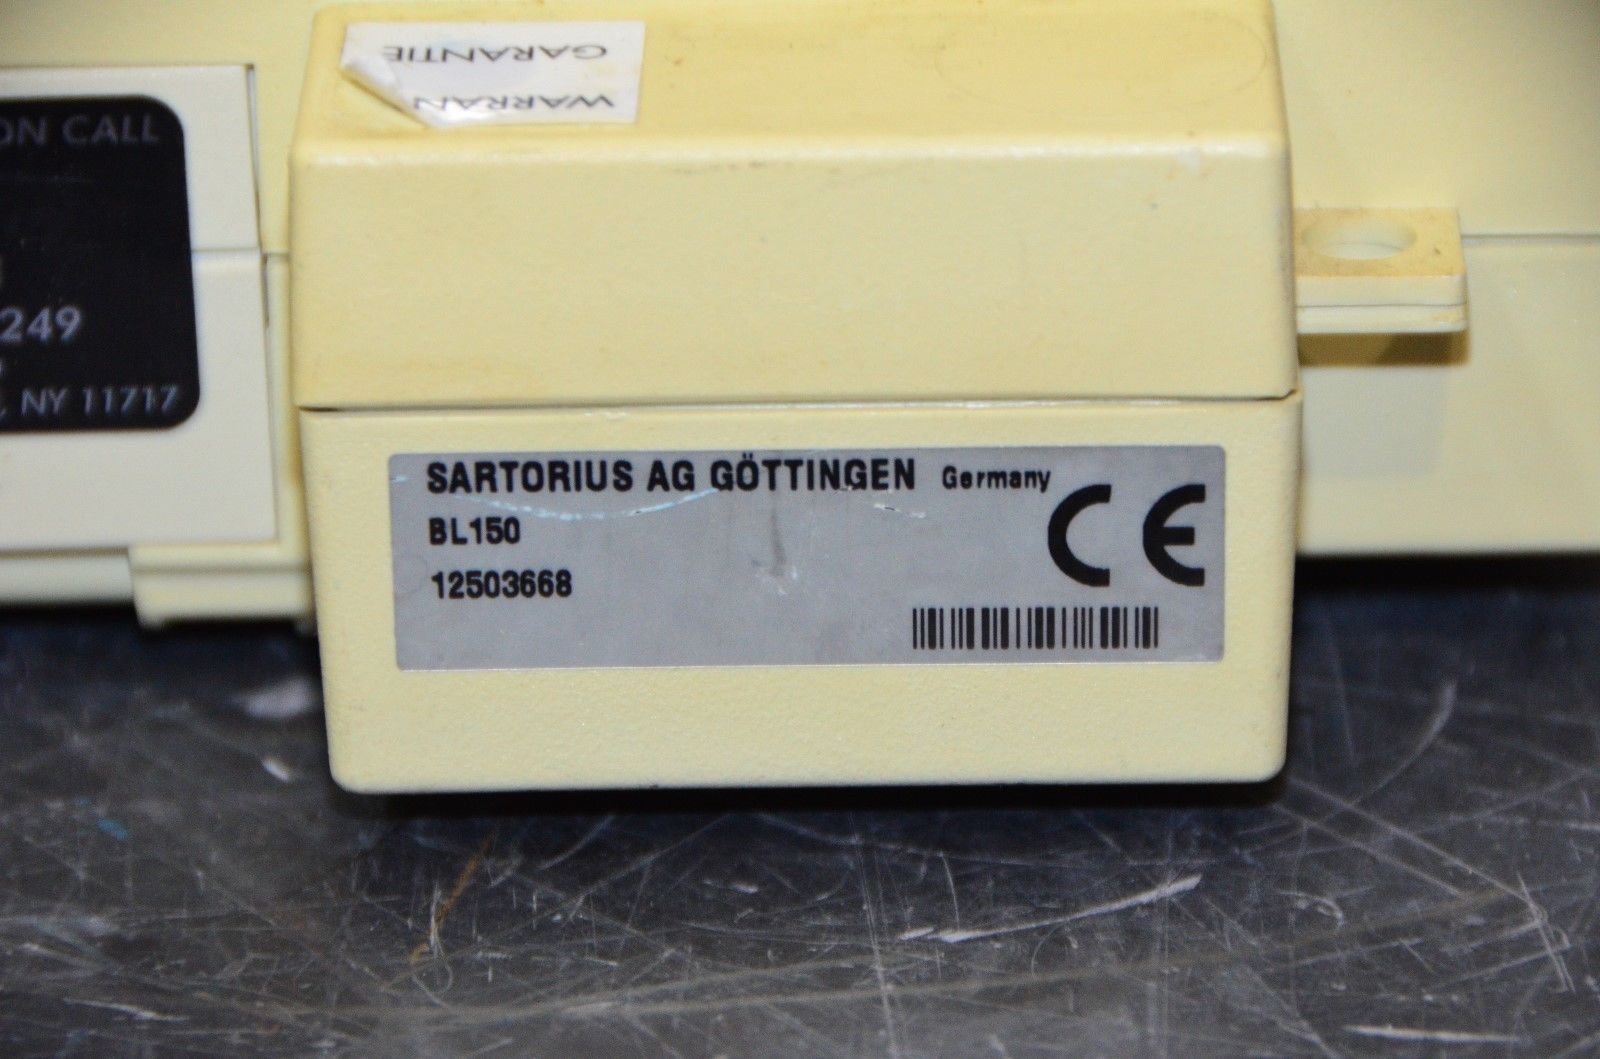 WARRAN
GARANTIE
ON CALL
249
, NY 11717
SARTORIUS AG GÖTTINGEN Germany
BL150
12503668
CE